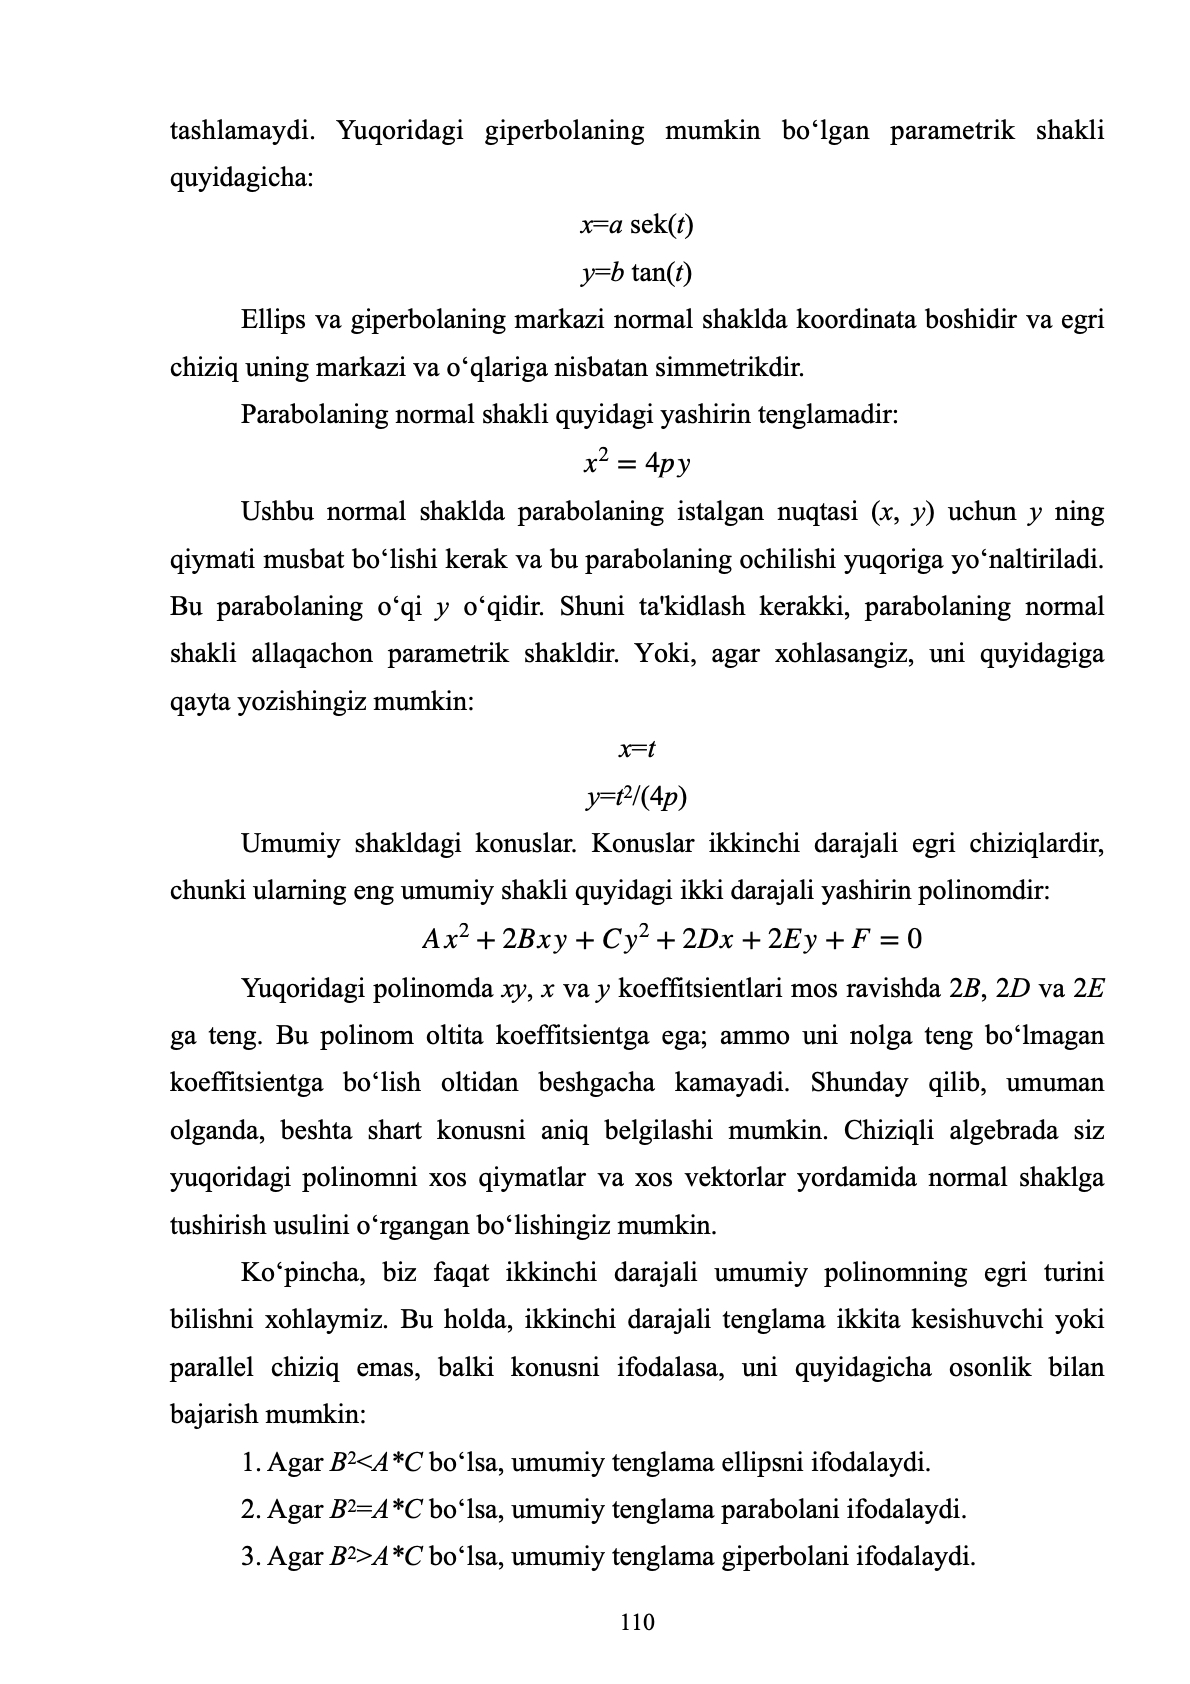 tashlamaydi. Yuqoridagi giperbolaning mumkin bo‘lgan parametrik shakli
quyidagicha:
x=a sek(t)
y=b tan(t)
Ellips va giperbolaning markazi normal shaklda koordinata boshidir va egri
chiziq uning markazi va o‘qlariga nisbatan simmetrikdir.
Parabolaning normal shakli quyidagi yashirin tenglamadir:
x² = 4py
Ushbu normal shaklda parabolaning istalgan nuqtasi (x, y) uchun y ning
qiymati musbat bo‘lishi kerak va bu parabolaning ochilishi yuqoriga yo‘naltiriladi.
Bu parabolaning o‘qi y o‘qidir. Shuni ta'kidlash kerakki, parabolaning normal
shakli allaqachon parametrik shakldir. Yoki, agar xohlasangiz, uni quyidagiga
qayta yozishingiz mumkin:
x=t
y=t²/(4p)
Umumiy shakldagi konuslar. Konuslar ikkinchi darajali egri chiziqlardir,
chunki ularning eng umumiy shakli quyidagi ikki darajali yashirin polinomdir:
Ax² + 2Bxy + Cy² + 2Dx + 2Ey + F = 0
Yuqoridagi polinomda xy, x va y koeffitsientlari mos ravishda 2B, 2D va 2E
ga teng. Bu polinom oltita koeffitsientga ega; ammo uni nolga teng bo‘lmagan
koeffitsientga bo‘lish oltidan beshgacha kamayadi. Shunday qilib, umuman
olganda, beshta shart konusni aniq belgilashi mumkin. Chiziqli algebrada siz
yuqoridagi polinomni xos qiymatlar va xos vektorlar yordamida normal shaklga
tushirish usulini o‘rgangan bo‘lishingiz mumkin.
Ko‘pincha, biz faqat ikkinchi darajali umumiy polinomning egri turini
bilishni xohlaymiz. Bu holda, ikkinchi darajali tenglama ikkita kesishuvchi yoki
parallel chiziq emas, balki konusni ifodalasa, uni quyidagicha osonlik bilan
bajarish mumkin:
1. Agar B²<A*C bo‘lsa, umumiy tenglama ellipsni ifodalaydi.
2. Agar B²=A*C bo‘lsa, umumiy tenglama parabolani ifodalaydi.
3. Agar B²>A*C bo‘lsa, umumiy tenglama giperbolani ifodalaydi.
110